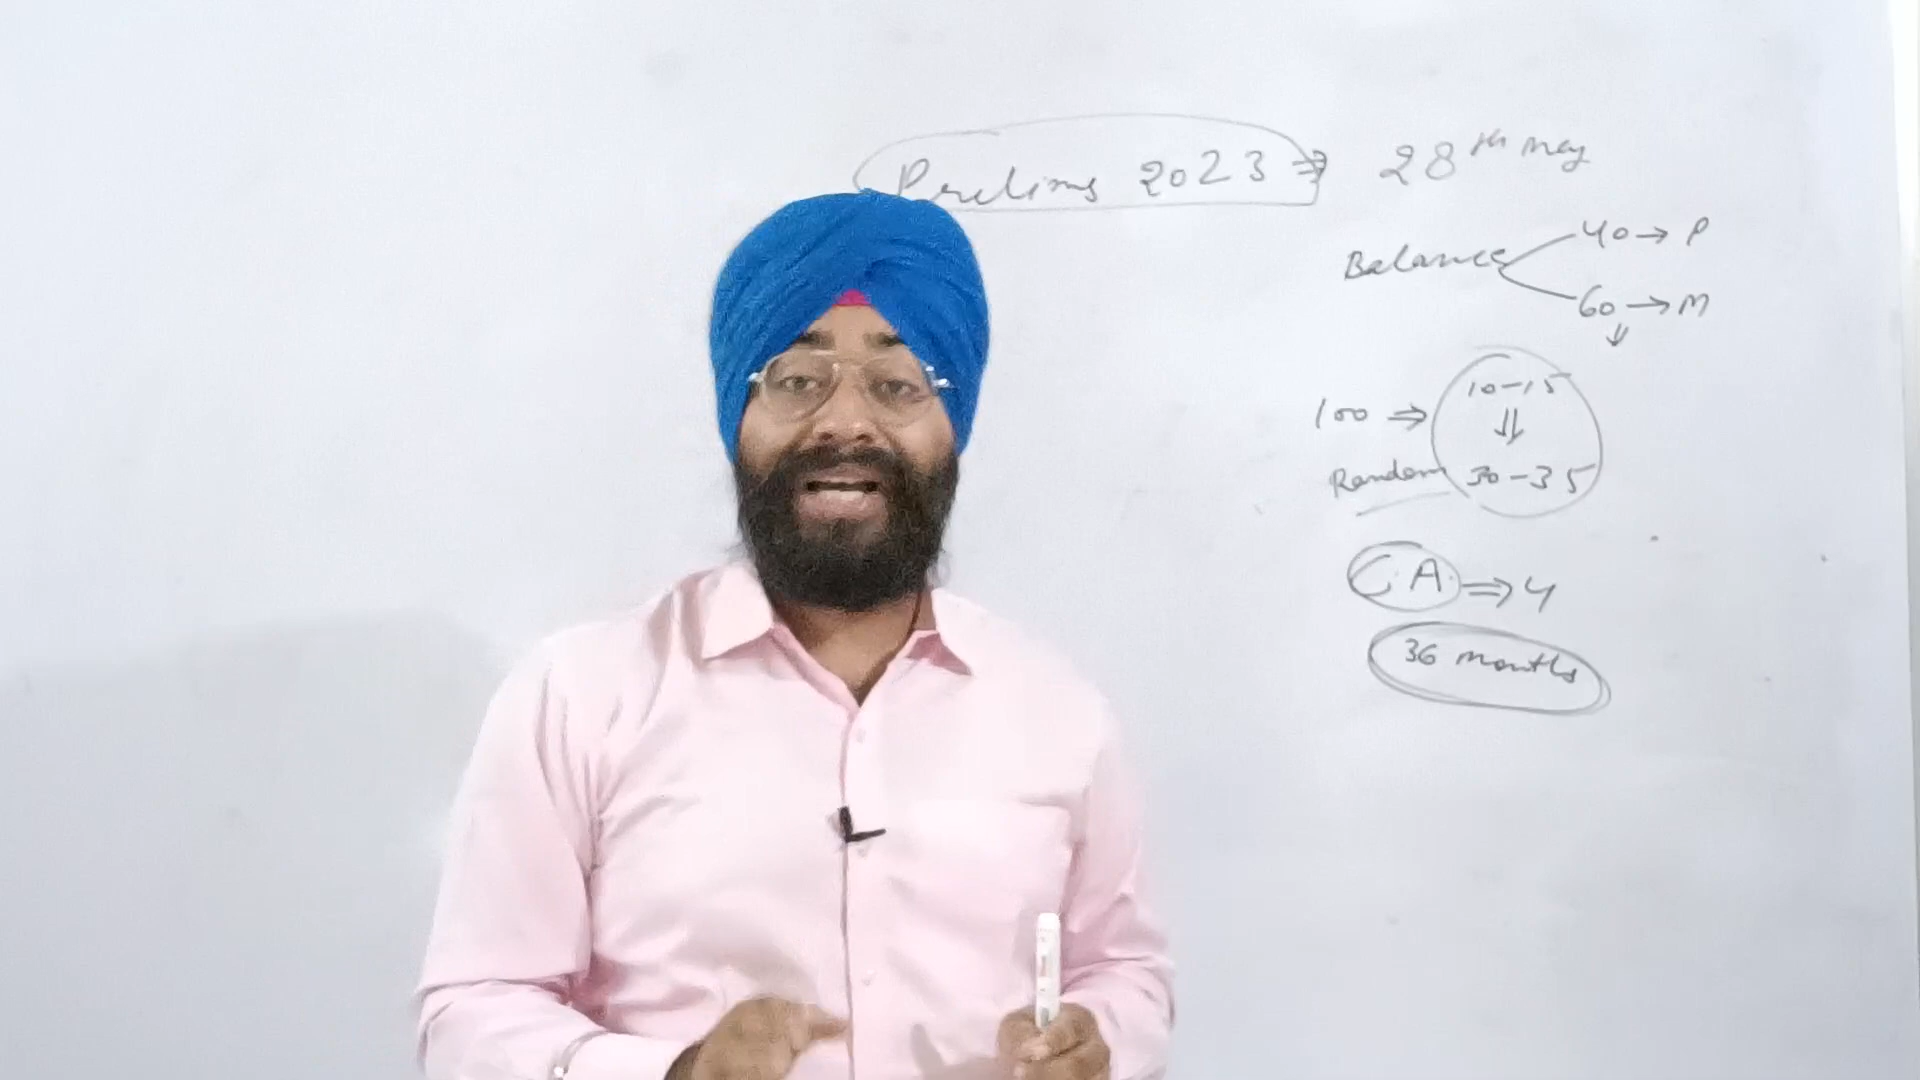 Prelims 2023 ⇒ 28th may
Balance
40 → P
60 → M
⇓
10-15
100 ⇒
⇓
Random 30-35
C.A. ⇒ 4
36 months